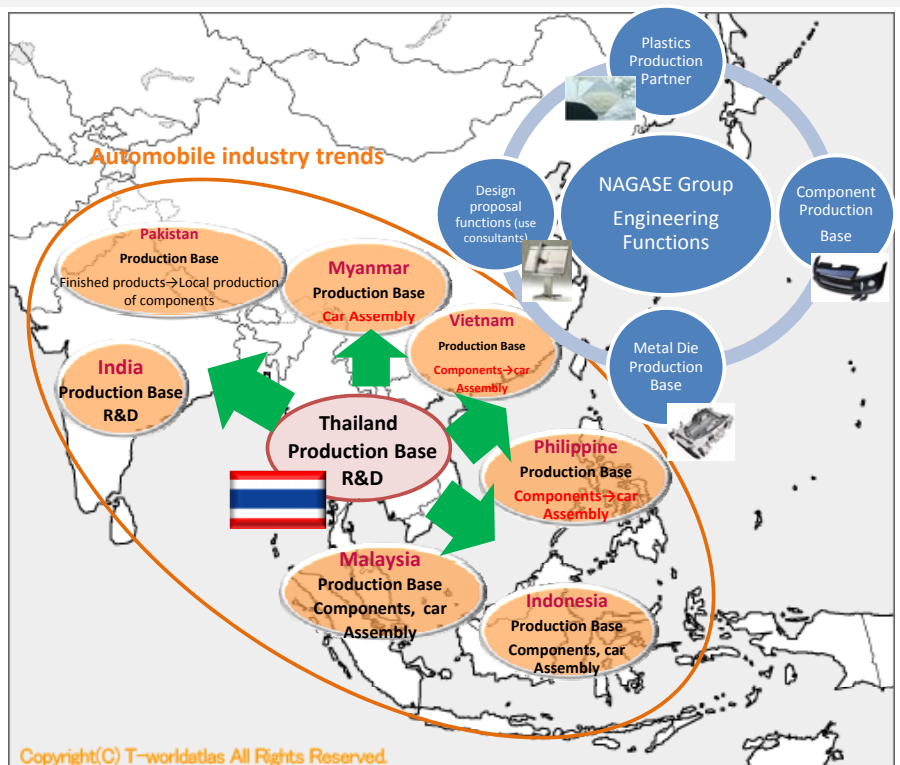 Plastics
Production
Partner
Automobile industry trends
Design
proposal
functions (use
consultants)
NAGASE Group
Engineering
Functions
Component
Production
Base
Pakistan
Production Base
Finished products→Local production
of components
Myanmar
Production Base
Car Assembly
Vietnam
Production Base
Components→car
Assembly
Metal Die
Production
Base
India
Production Base
R&D
Thailand
Production Base
R&D
Philippine
Production Base
Components→car
Assembly
Malaysia
Production Base
Components, car
Assembly
Indonesia
Production Base
Components, car
Assembly
Copyright(C) T-worldatlas All Rights Reserved.